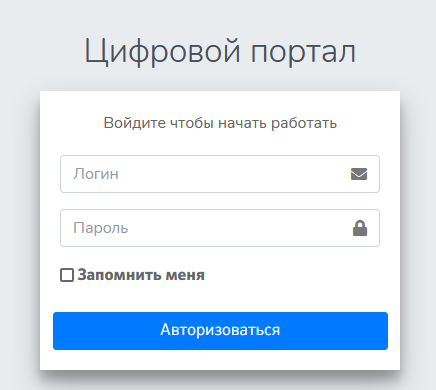 Цифровой портал
Войдите чтобы начать работать
Логин
Пароль
Запомнить меня
Авторизоваться